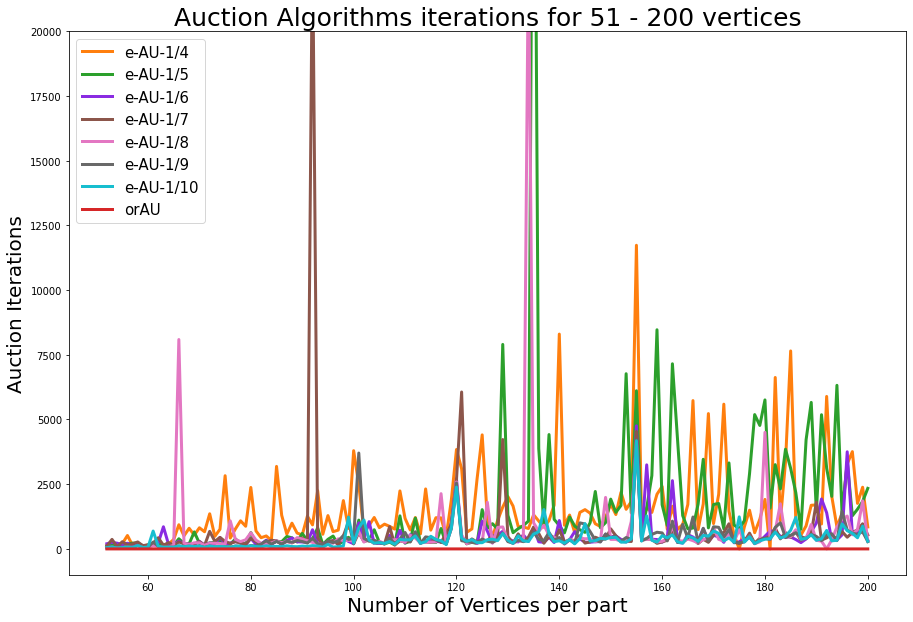 Auction Algorithms iterations for 51 - 200 vertices
20000
17500
15000
12500
10000
7500
5000
2500
0
Auction Iterations
e-AU-1/4
e-AU-1/5
e-AU-1/6
e-AU-1/7
e-AU-1/8
e-AU-1/9
e-AU-1/10
orAU
60 80 100 120 140 160 180 200
Number of Vertices per part